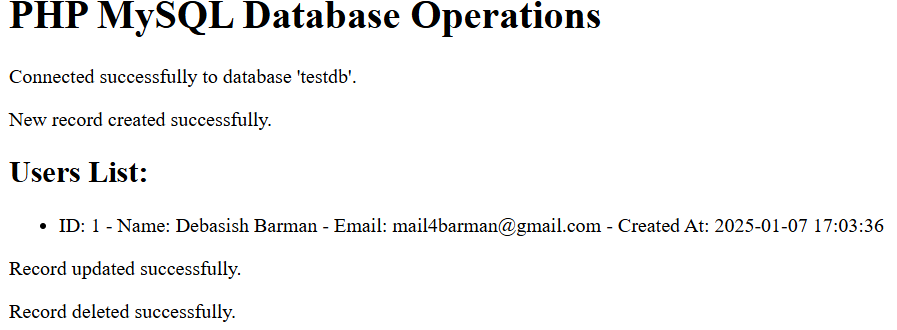 PHP MySQL Database Operations
Connected successfully to database 'testdb'.
New record created successfully.
Users List:
• ID: 1 - Name: Debasish Barman - Email: mail4barman@gmail.com - Created At: 2025-01-07 17:03:36
Record updated successfully.
Record deleted successfully.